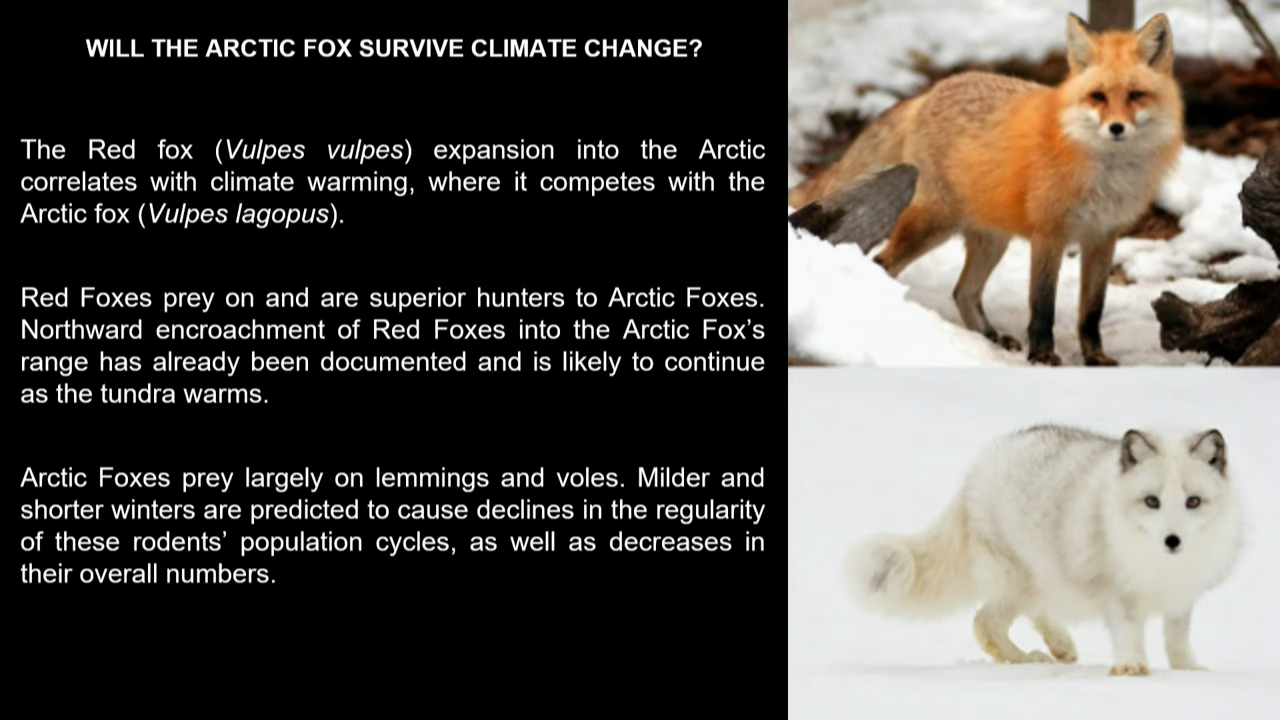 WILL THE ARCTIC FOX SURVIVE CLIMATE CHANGE?
The Red fox (Vulpes vulpes) expansion into the Arctic
correlates with climate warming, where it competes with the
Arctic fox (Vulpes lagopus).
Red Foxes prey on and are superior hunters to Arctic Foxes.
Northward encroachment of Red Foxes into the Arctic Fox’s
range has already been documented and is likely to continue
as the tundra warms.
Arctic Foxes prey largely on lemmings and voles. Milder and
shorter winters are predicted to cause declines in the regularity
of these rodents’ population cycles, as well as decreases in
their overall numbers.